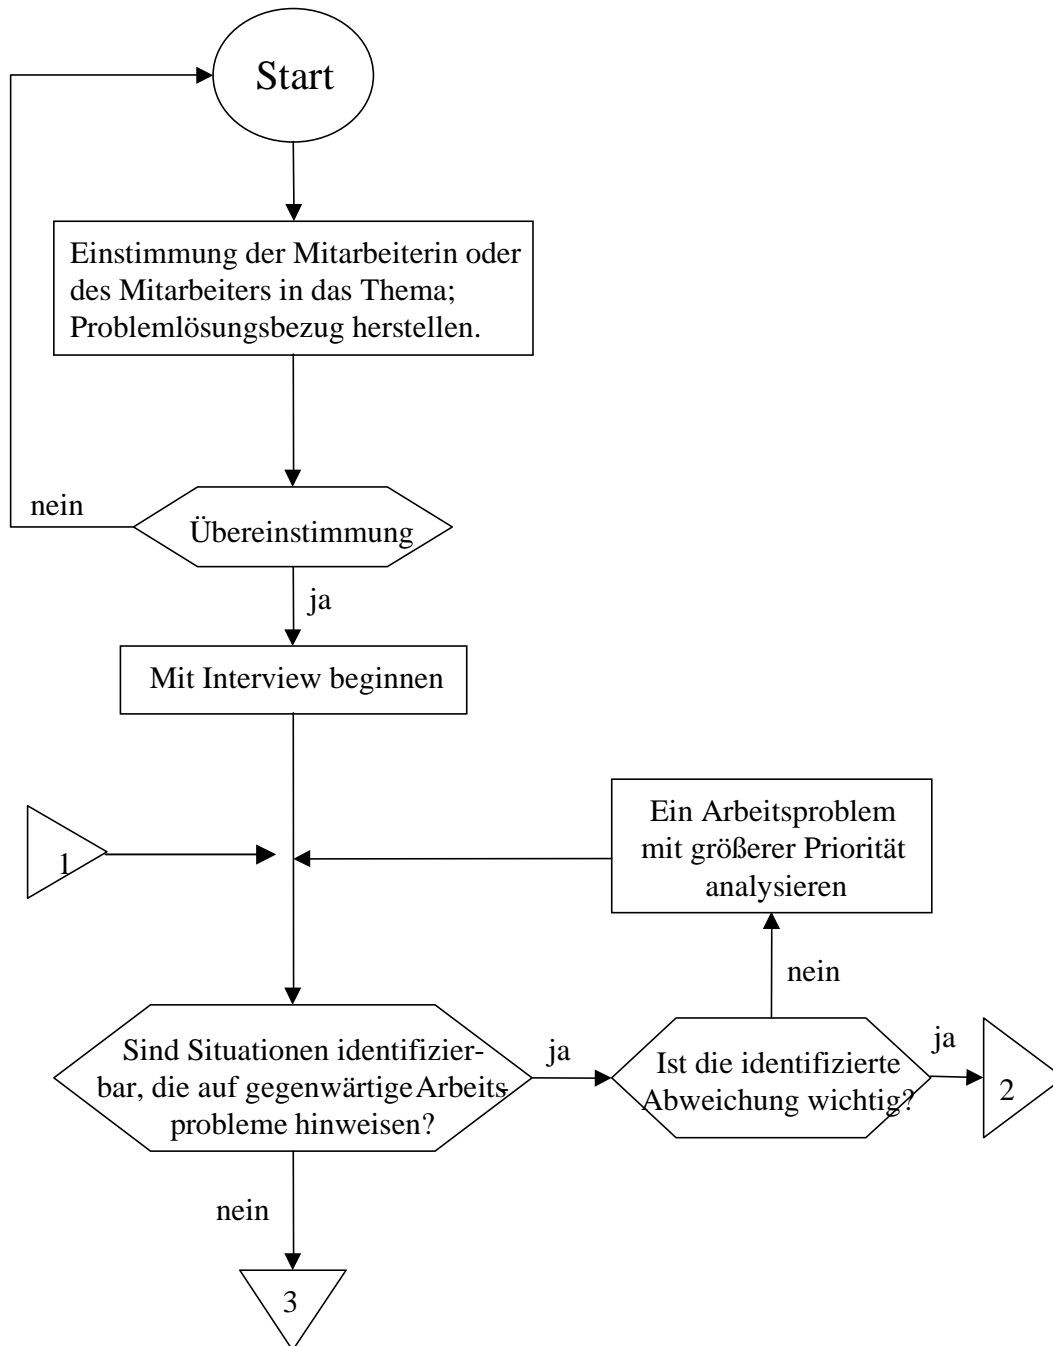 Start
Einstimmung der Mitarbeiterin oder
des Mitarbeiters in das Thema;
Problemlösungsbezug herstellen.
nein
Übereinstimmung
ja
Mit Interview beginnen
1
Ein Arbeitsproblem
mit größerer Priorität
analysieren
nein
Sind Situationen identifizier-
bar, die auf gegenwärtige Arbeits-
probleme hinweisen?
ja
Ist die identifizierte
Abweichung wichtig?
ja
2
nein
3